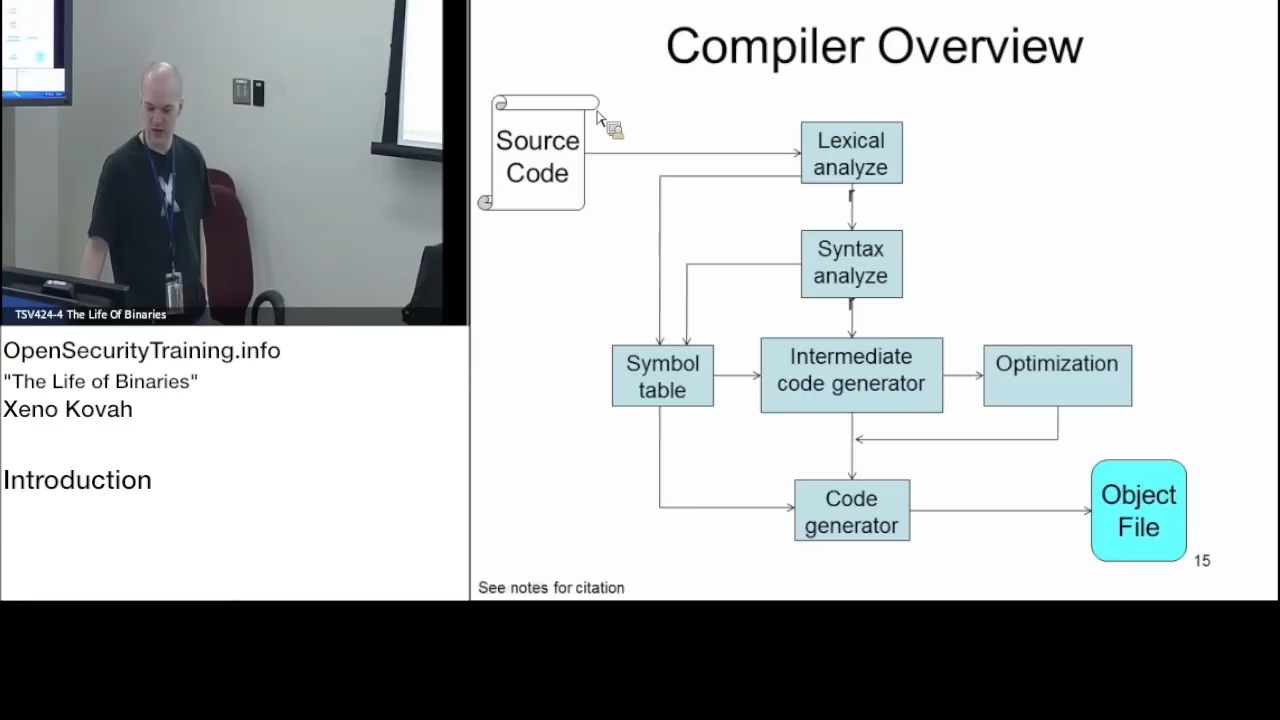 Compiler Overview
Source
Code
Lexical
analyze
r
Syntax
analyze
r
Symbol
table
Intermediate
code generator
Optimization
Code
generator
Object
File
15
See notes for citation
TSV424-4 The Life Of Binaries
OpenSecurityTraining.info
"The Life of Binaries"
Xeno Kovah
Introduction